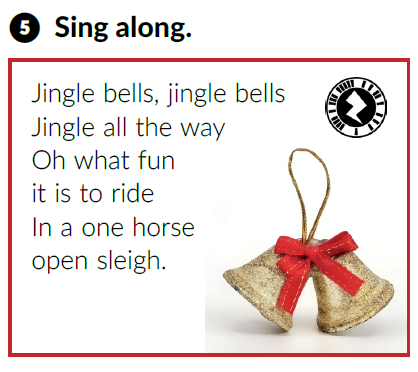 5 Sing along.
Jingle bells, jingle bells
Jingle all the way
Oh what fun
it is to ride
In a one horse
open sleigh.